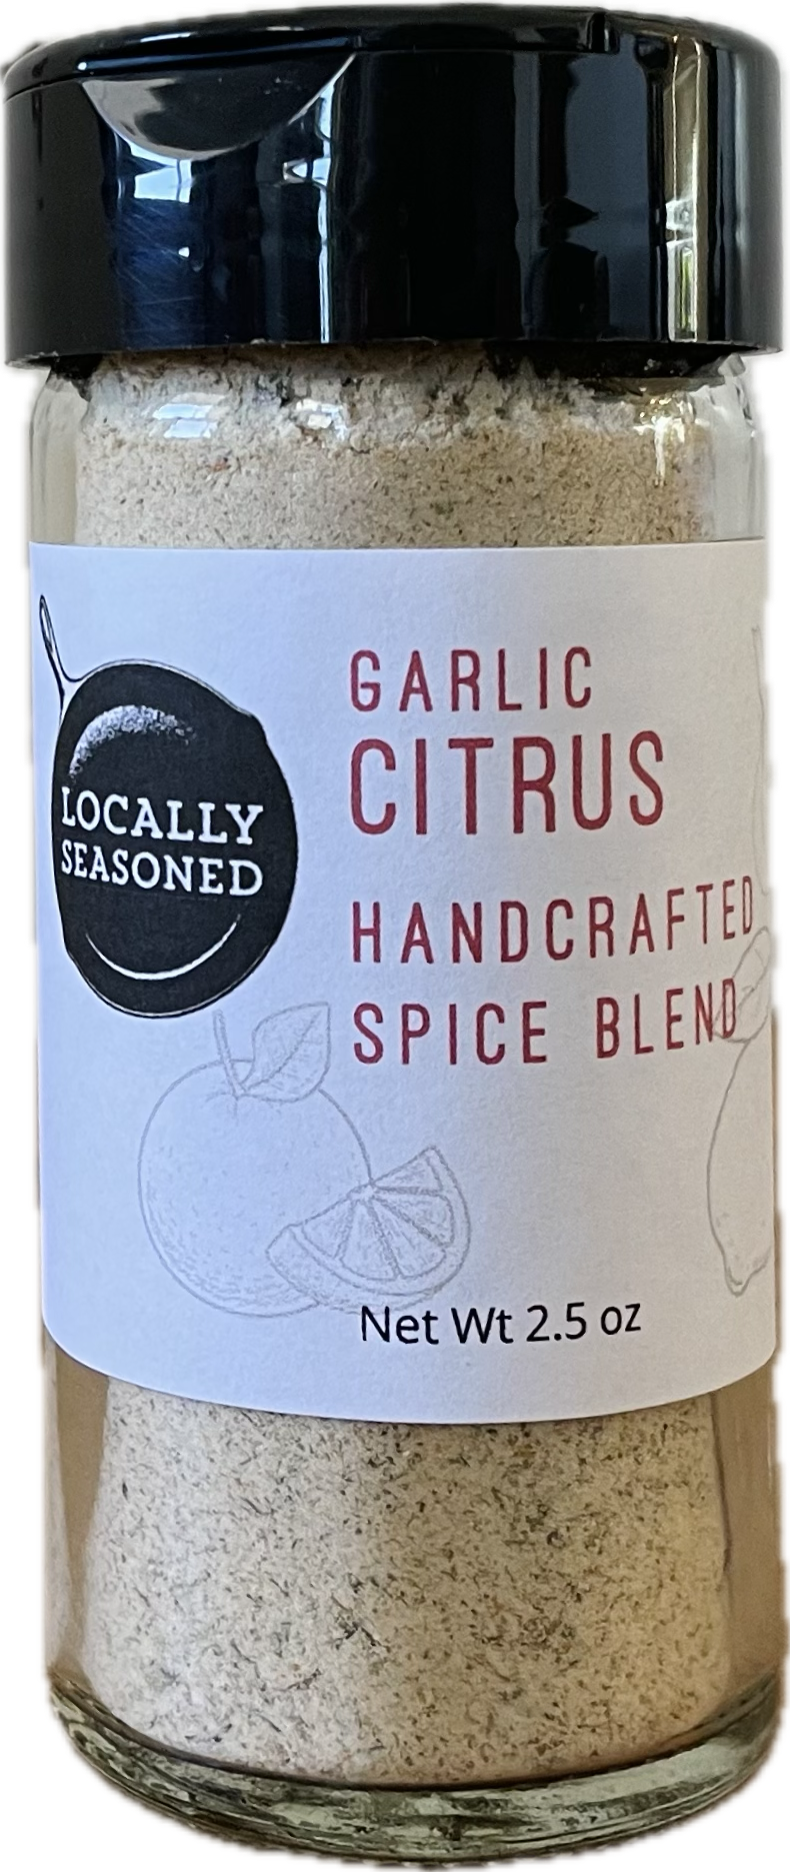 LOCALLY
SEASONED
GARLIC
CITRUS
HANDCRAFTED
SPICE BLEND
Net Wt 2.5 oz